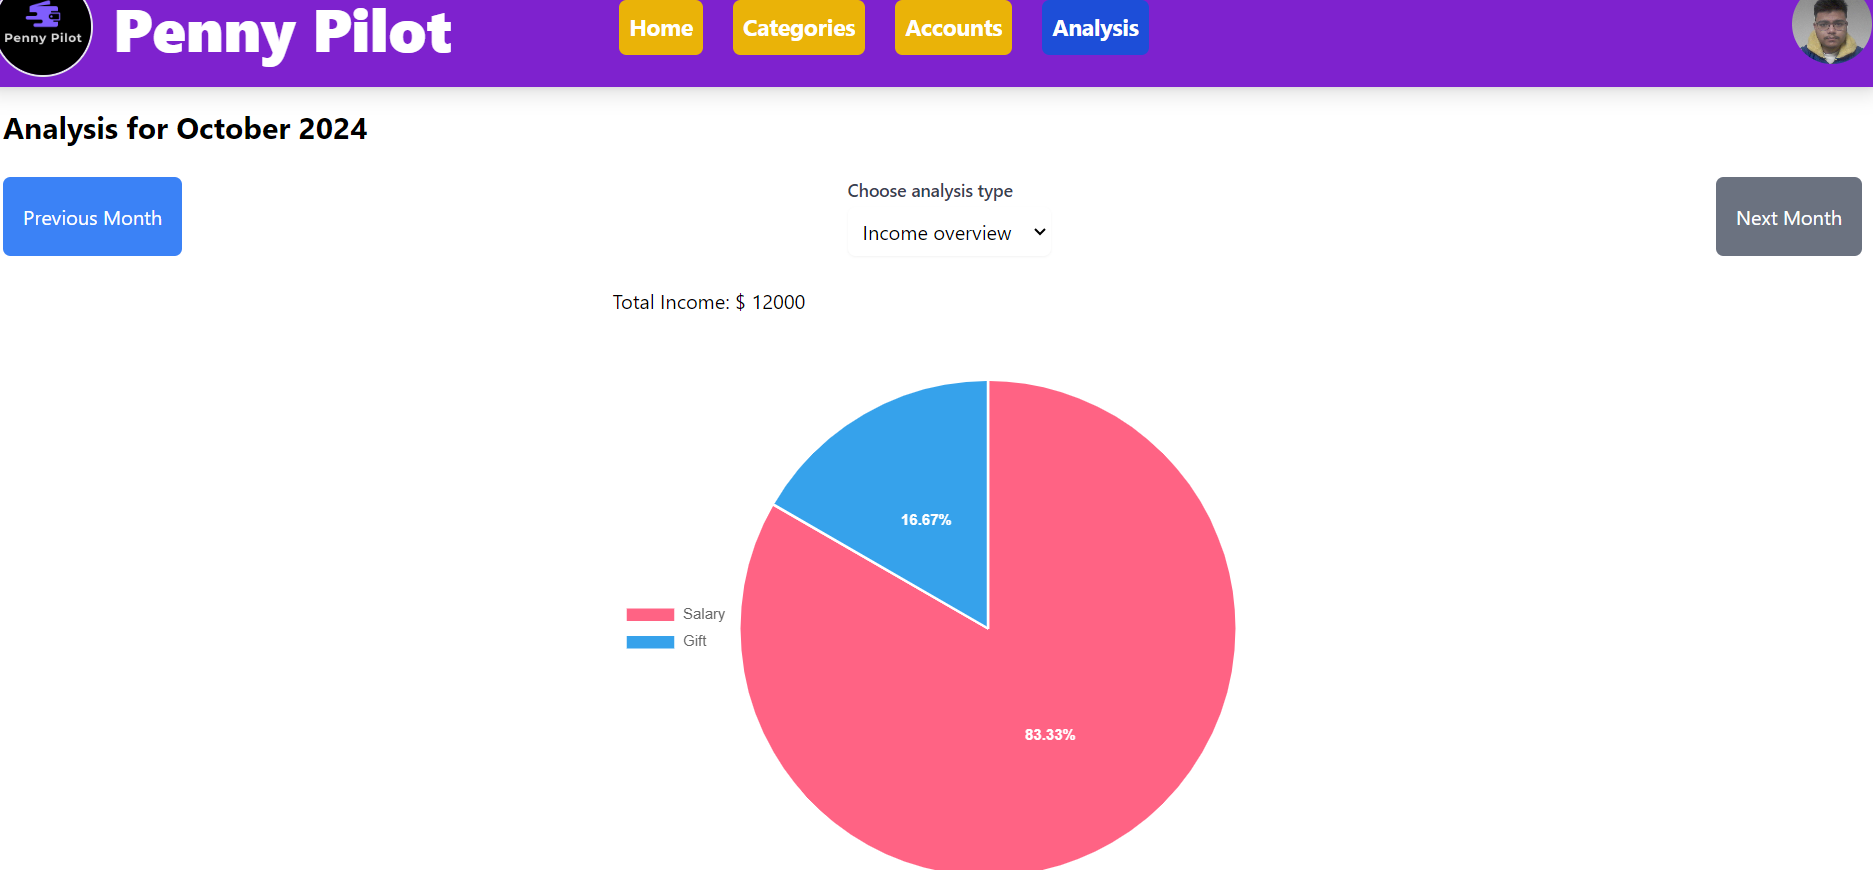 Penny Pilot
Penny Pilot
Home
Categories
Accounts
Analysis
Analysis for October 2024
Previous Month
Choose analysis type
Income overview
Next Month
Total Income: $ 12000
16.67%
Salary
Gift
83.33%